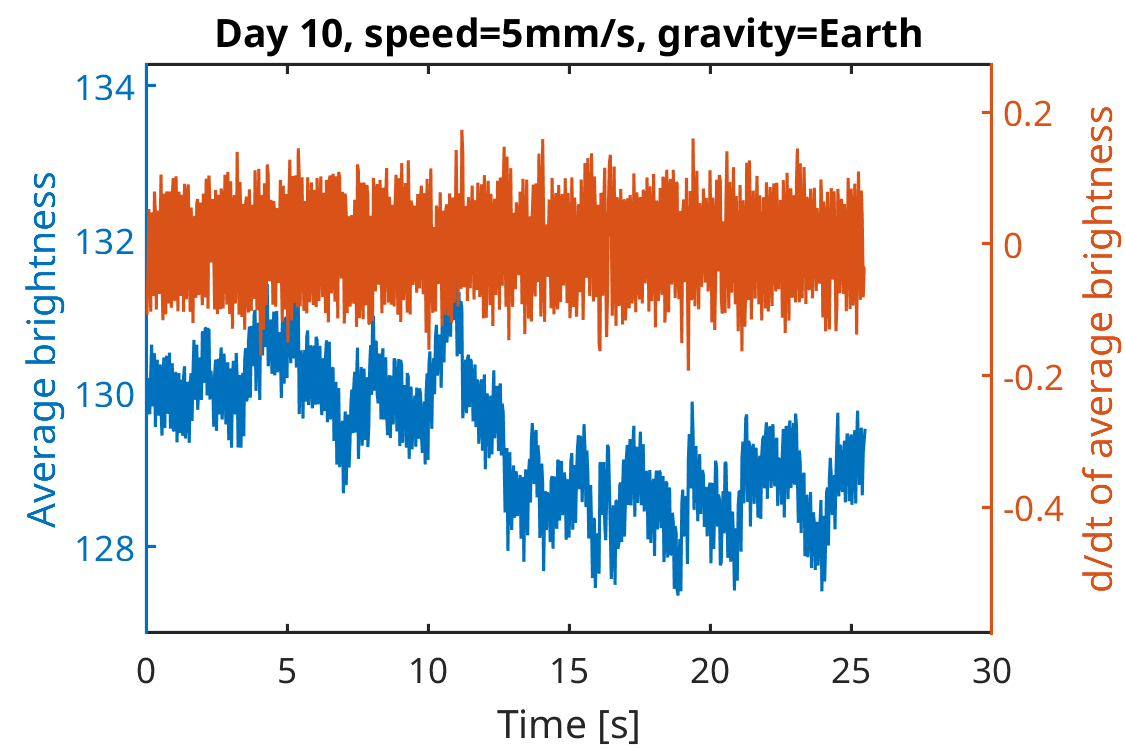 Day 10, speed=5mm/s, gravity=Earth
134
132
130
128
Average brightness
0.2
0
-0.2
-0.4
d/dt of average brightness
0 5 10 15 20 25 30
Time [s]